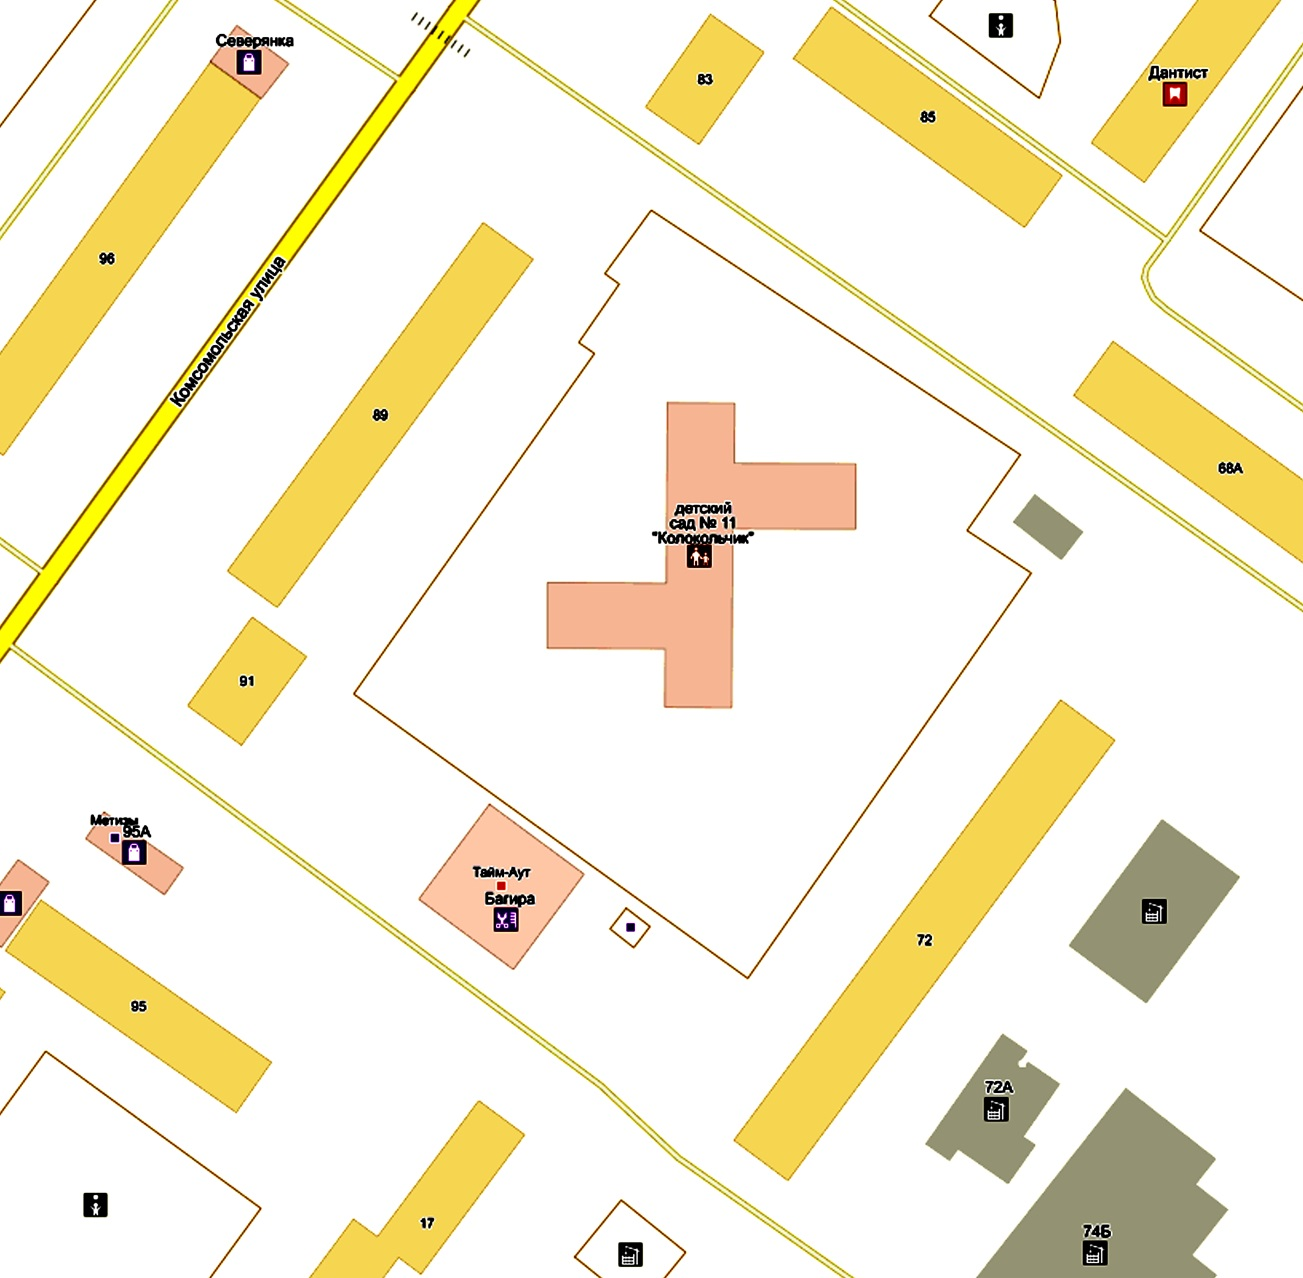 Северянка
83
Дантист
85
96
Комсомольская улица
89
68А
детский
сад № 11
"Колокольчик"
91
Метизы
95А
Тайм-Аут
Багира
72
95
72А
17
74Б